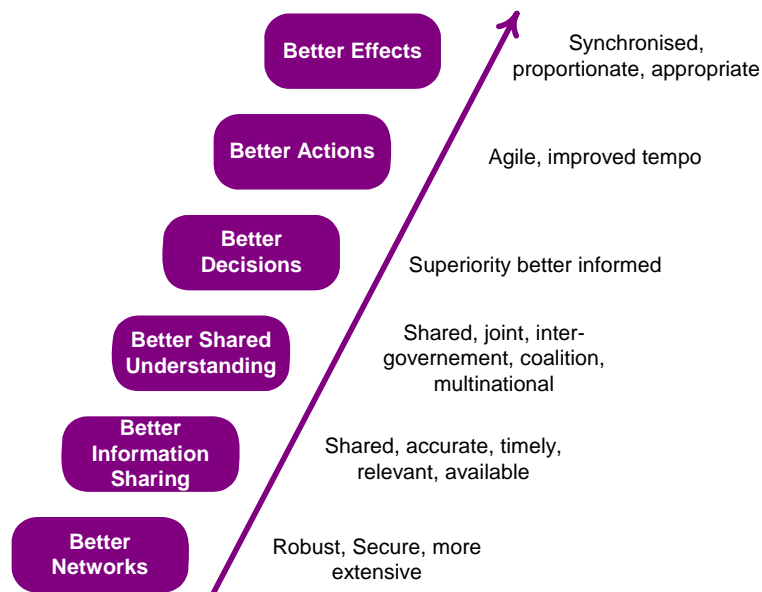 Better Effects
Synchronised,
proportionate, appropriate
Better Actions
Agile, improved tempo
Better
Decisions
Superiority better informed
Better Shared
Understanding
Shared, joint, inter-
governement, coalition,
multinational
Better
Information
Sharing
Shared, accurate, timely,
relevant, available
Better
Networks
Robust, Secure, more
extensive